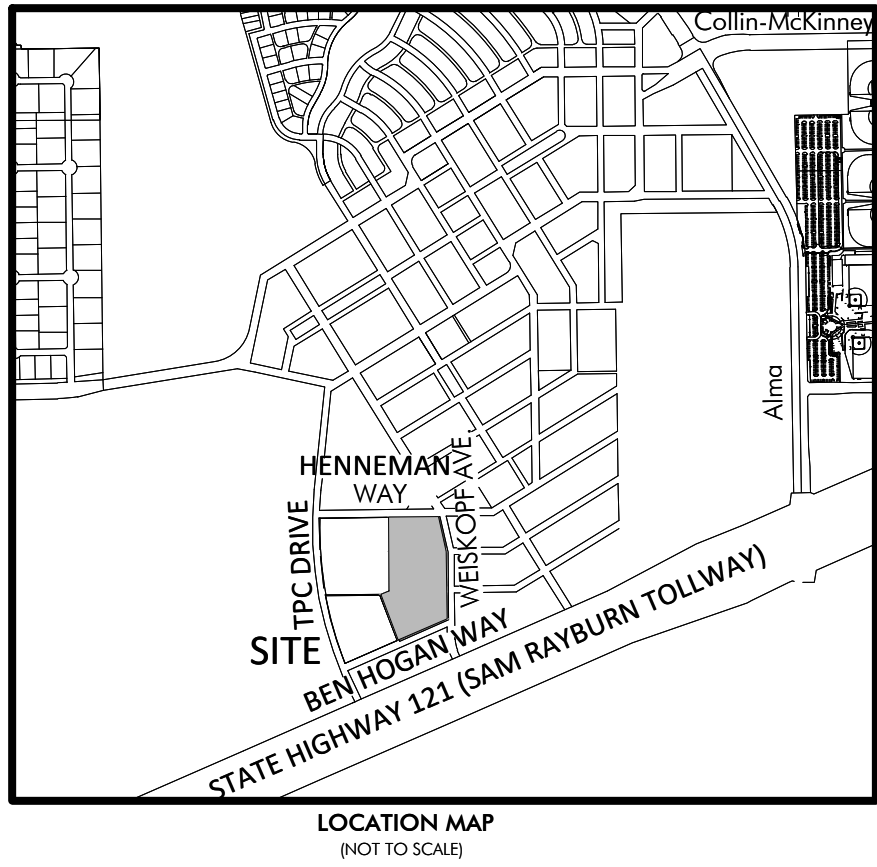 Collin-McKinney
Alma
HENNEMAN
WAY
WEISKOPF AVE.
TPC DRIVE
SITE
BEN HOGAN WAY
STATE HIGHWAY 121 (SAM RAYBURN TOLLWAY)
LOCATION MAP
(NOT TO SCALE)